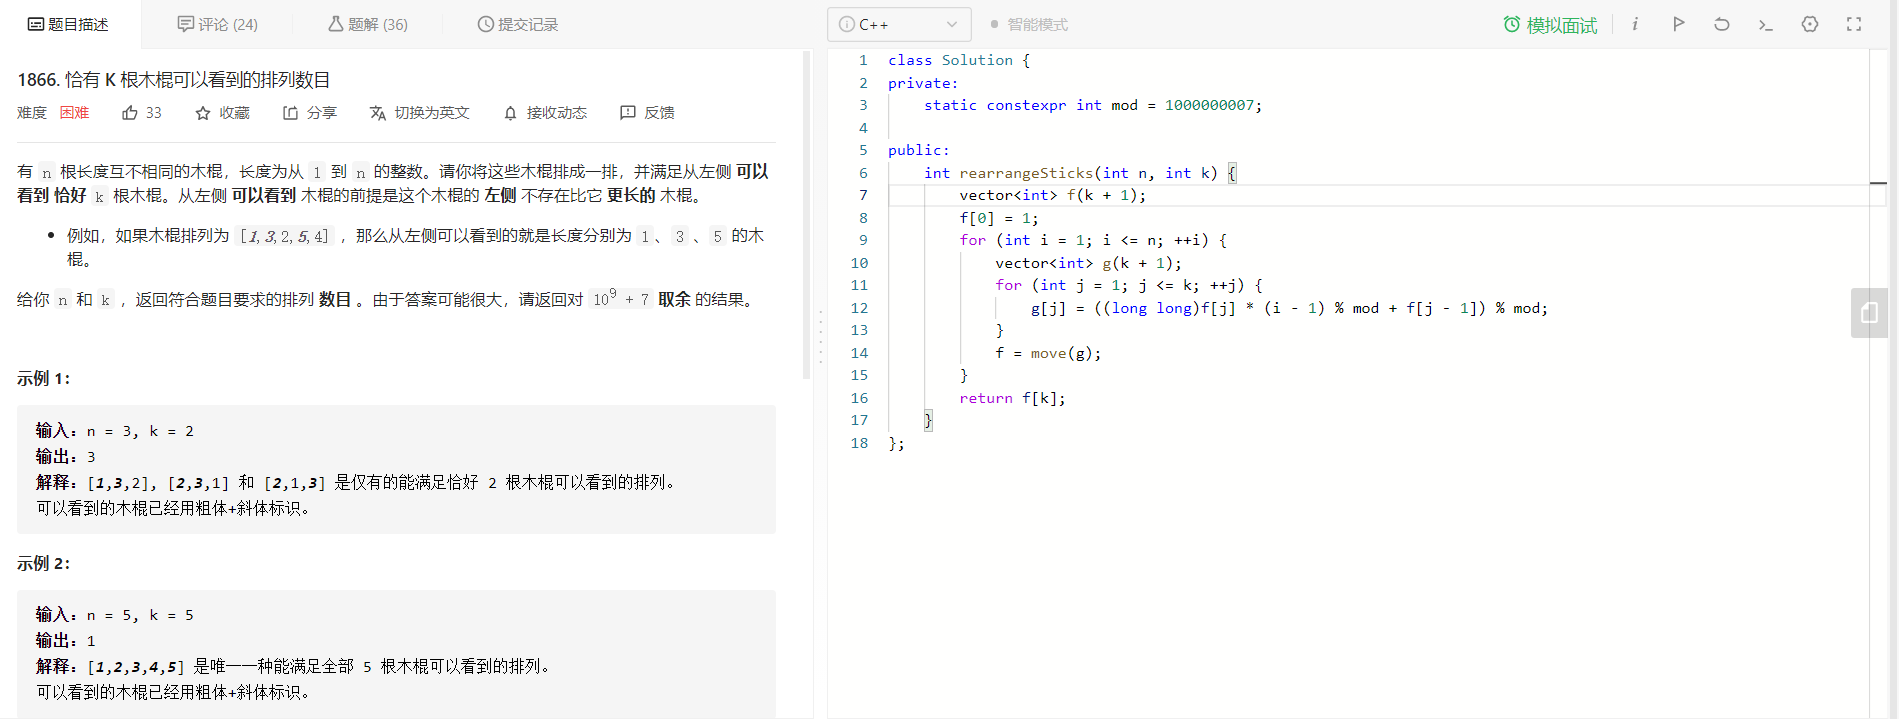 题目描述
评论 (24)
题解 (36)
提交记录
1866. 恰有 K 根木棍可以看到的排列数目
难度 困难 33 收藏 分享 切换为英文 接收动态 反馈
有 n 根长度互不相同的木棍，长度为从 1 到 n 的整数。请你将这些木棍排成一排，并满足从左侧 可以
看到 恰好 k 根木棍。从左侧 可以看到 木棍的前提是这个木棍的 左侧 不存在比它 更长的 木棍。
• 例如，如果木棍排列为 [1,3,2,5,4] ，那么从左侧可以看到的就是长度分别为 1 、 3 、 5 的木
棍。
给你 n 和 k ，返回符合题目要求的排列 数目 。由于答案可能很大，请返回对 10^9 + 7 取余 的结果。
示例 1：
输入：n = 3, k = 2
输出：3
解释：[1,3,2], [2,3,1] 和 [2,1,3] 是仅有的能满足恰好 2 根木棍可以看到的排列。
可以看到的木棍已经用粗体+斜体标识。
示例 2：
输入：n = 5, k = 5
输出：1
解释：[1,2,3,4,5] 是唯一一种能满足全部 5 根木棍可以看到的排列。
可以看到的木棍已经用粗体+斜体标识。
C++
智能模式
模拟面试
1 class Solution {
2 private:
3     static constexpr int mod = 1000000007;
4
5 public:
6     int rearrangeSticks(int n, int k) {
7         vector<int> f(k + 1);
8         f[0] = 1;
9         for (int i = 1; i <= n; ++i) {
10             vector<int> g(k + 1);
11             for (int j = 1; j <= k; ++j) {
12                 g[j] = ((long long)f[j] * (i - 1) % mod + f[j - 1]) % mod;
13             }
14             f = move(g);
15         }
16         return f[k];
17     }
18 };